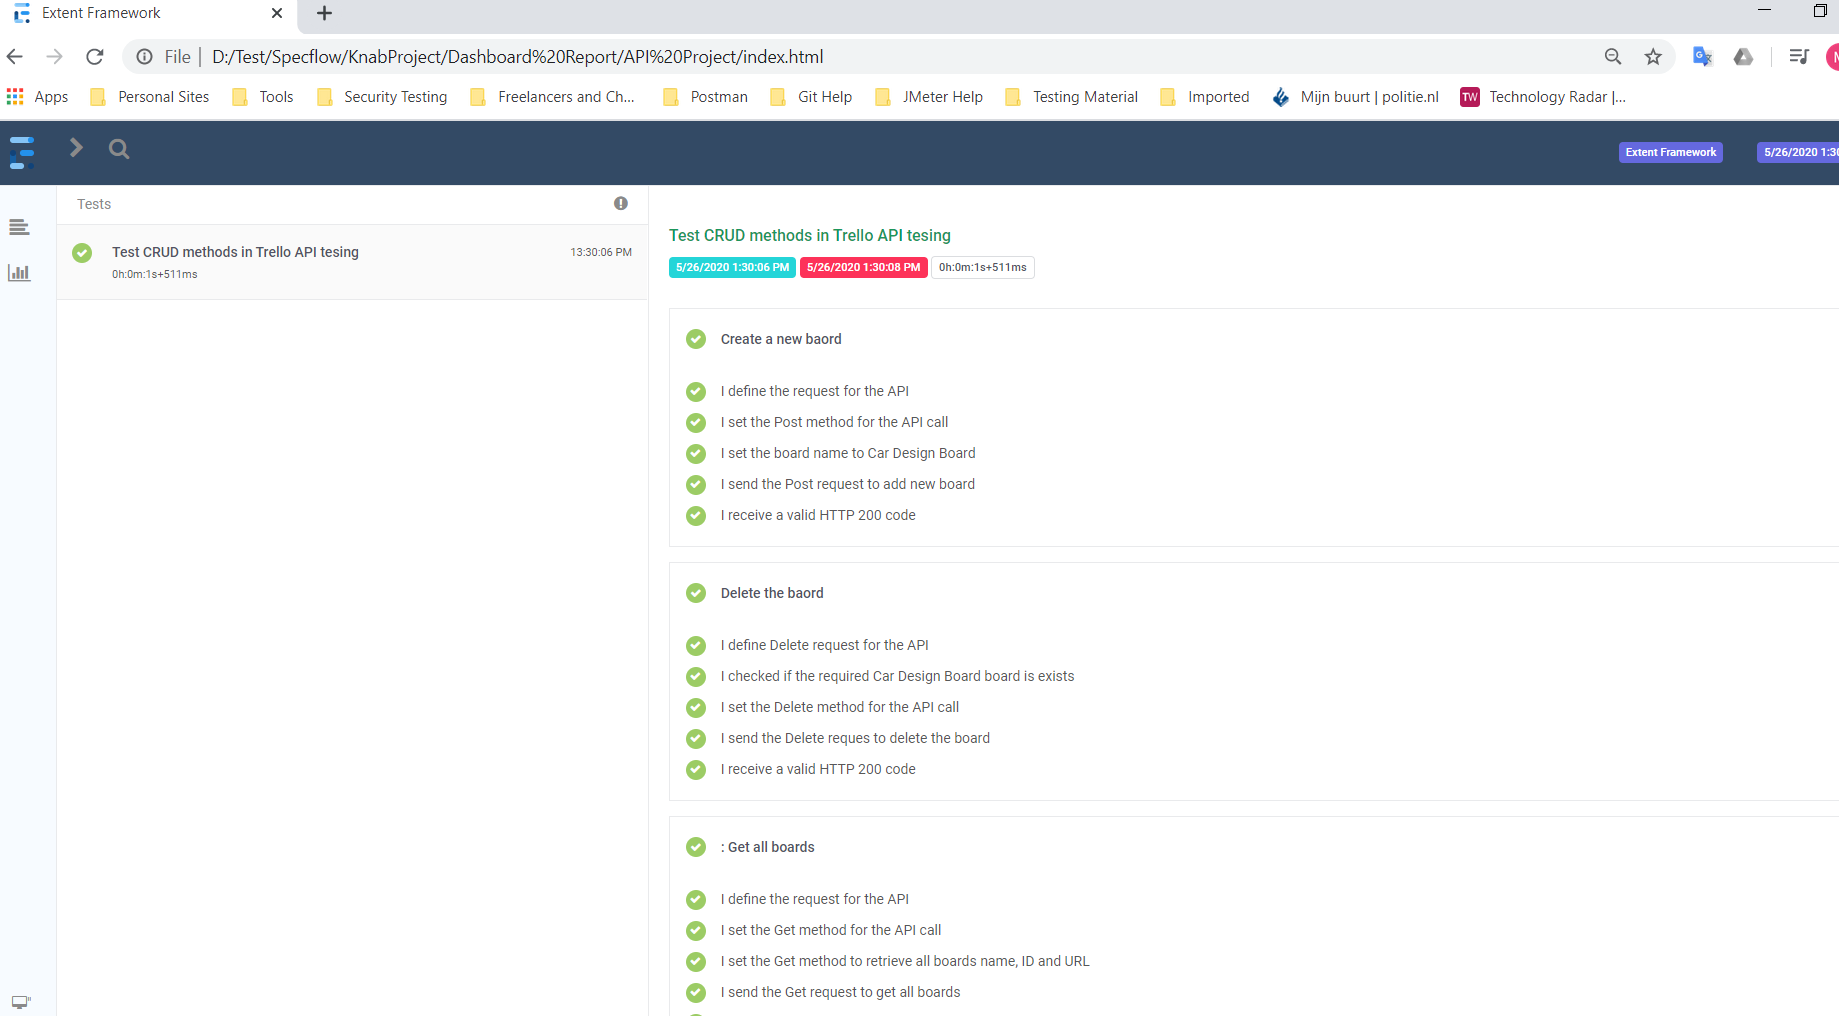 Extent Framework
File | D:/Test/Specflow/KnabProject/Dashboard%20Report/API%20Project/index.html
Apps Personal Sites Tools Security Testing Freelancers and Ch... Postman Git Help JMeter Help Testing Material Imported Mijn buurt | politie.nl TW Technology Radar |...
Extent Framework 5/26/2020 1:30
Tests
Test CRUD methods in Trello API tesing 13:30:06 PM
0h:0m:1s+511ms
Test CRUD methods in Trello API tesing
5/26/2020 1:30:06 PM 5/26/2020 1:30:08 PM 0h:0m:1s+511ms
Create a new baord
I define the request for the API
I set the Post method for the API call
I set the board name to Car Design Board
I send the Post request to add new board
I receive a valid HTTP 200 code
Delete the baord
I define Delete request for the API
I checked if the required Car Design Board board is exists
I set the Delete method for the API call
I send the Delete reques to delete the board
I receive a valid HTTP 200 code
: Get all boards
I define the request for the API
I set the Get method for the API call
I set the Get method to retrieve all boards name, ID and URL
I send the Get request to get all boards